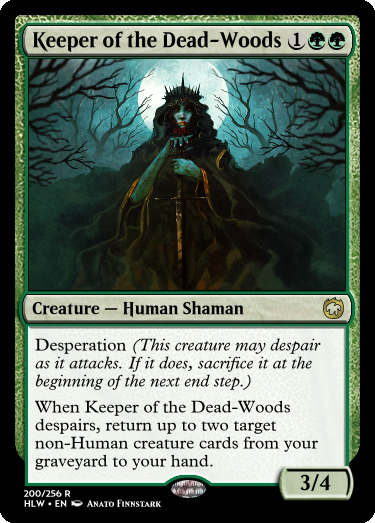 Keeper of the Dead-Woods 1
Creature — Human Shaman
Desperation (This creature may despair
as it attacks. If it does, sacrifice it at the
beginning of the next end step.)
When Keeper of the Dead-Woods
despairs, return up to two target
non-Human creature cards from your
graveyard to your hand.
3/4
200/256 R
HLW • EN Anato Finnstark